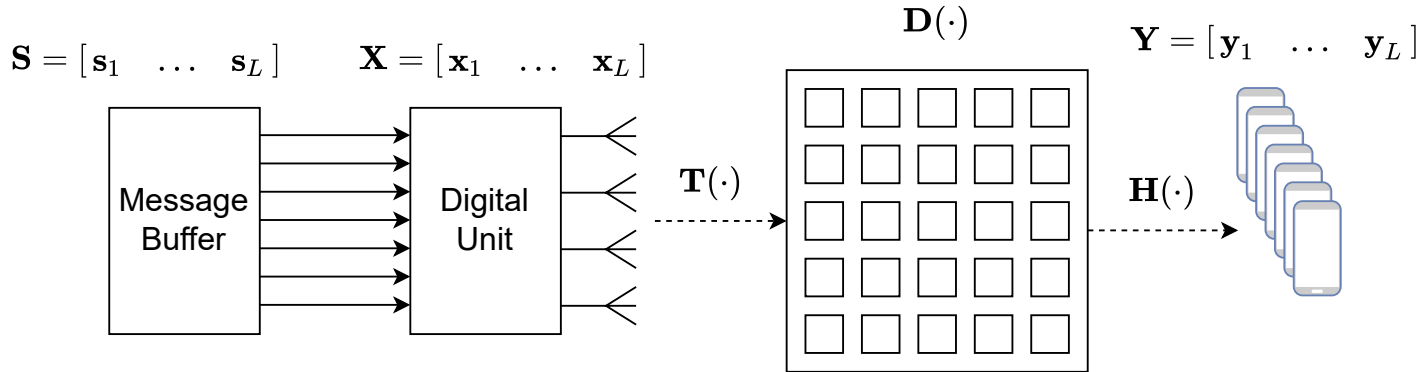 𝐒 = [ 𝐬₁ … 𝐬_L ]
𝐗 = [ 𝐱₁ … 𝐱_L ]
𝐃(·)
𝐘 = [ 𝐲₁ … 𝐲_L ]
Message
Buffer
Digital
Unit
𝐓(·)
𝐇(·)